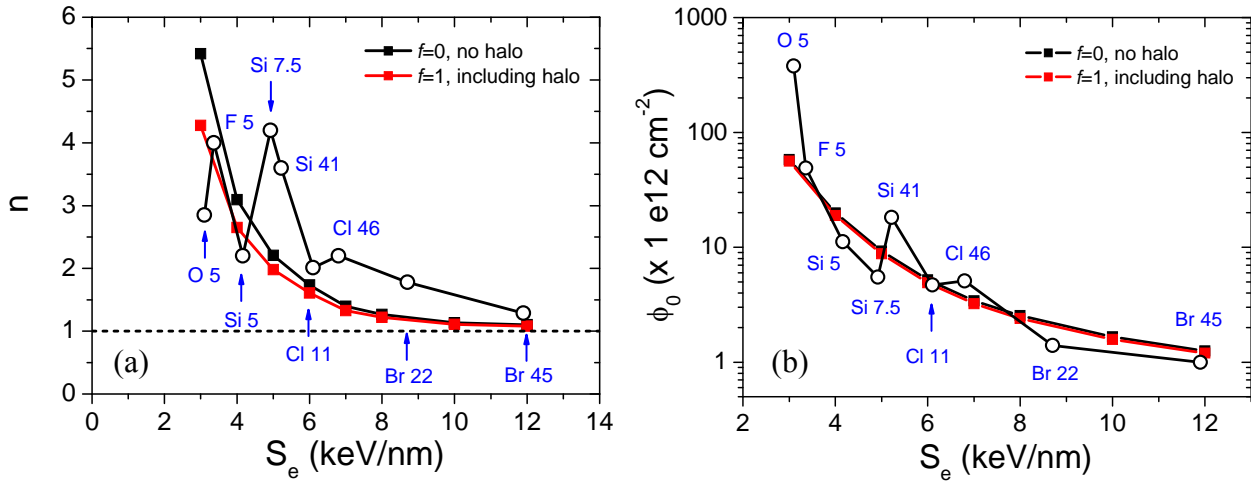 6
5
4
3
2
1
0
n
f=0, no halo
f=1, including halo
Si 7.5
F 5
Si 41
Cl 46
O 5
Si 5
Cl 11
Br 22
Br 45
(a)
0 2 4 6 8 10 12 14
Se (keV/nm)
1000
100
10
1
ϕ0 (x 1 e12 cm-2)
O 5
f=0, no halo
f=1, including halo
F 5
Si 41
Cl 46
Si 5
Si 7.5
Cl 11
Br 22
Br 45
(b)
2 4 6 8 10 12
Se (keV/nm)